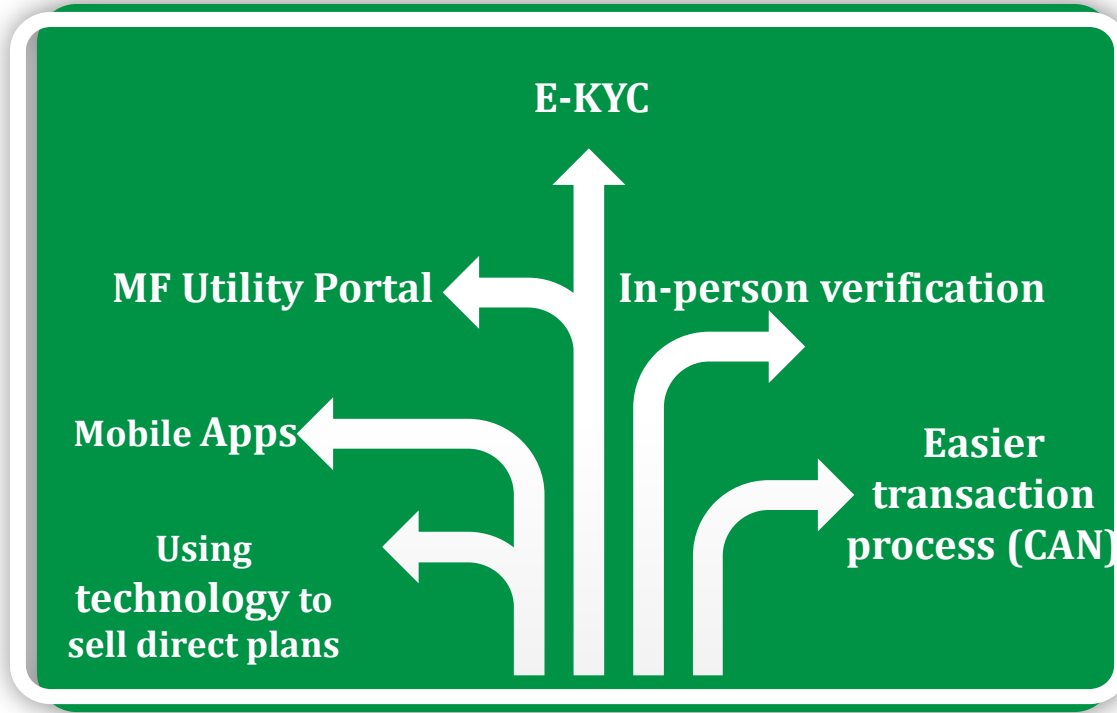 E-KYC
MF Utility Portal
In-person verification
Mobile Apps
Easier
transaction
process (CAN)
Using
technology to
sell direct plans